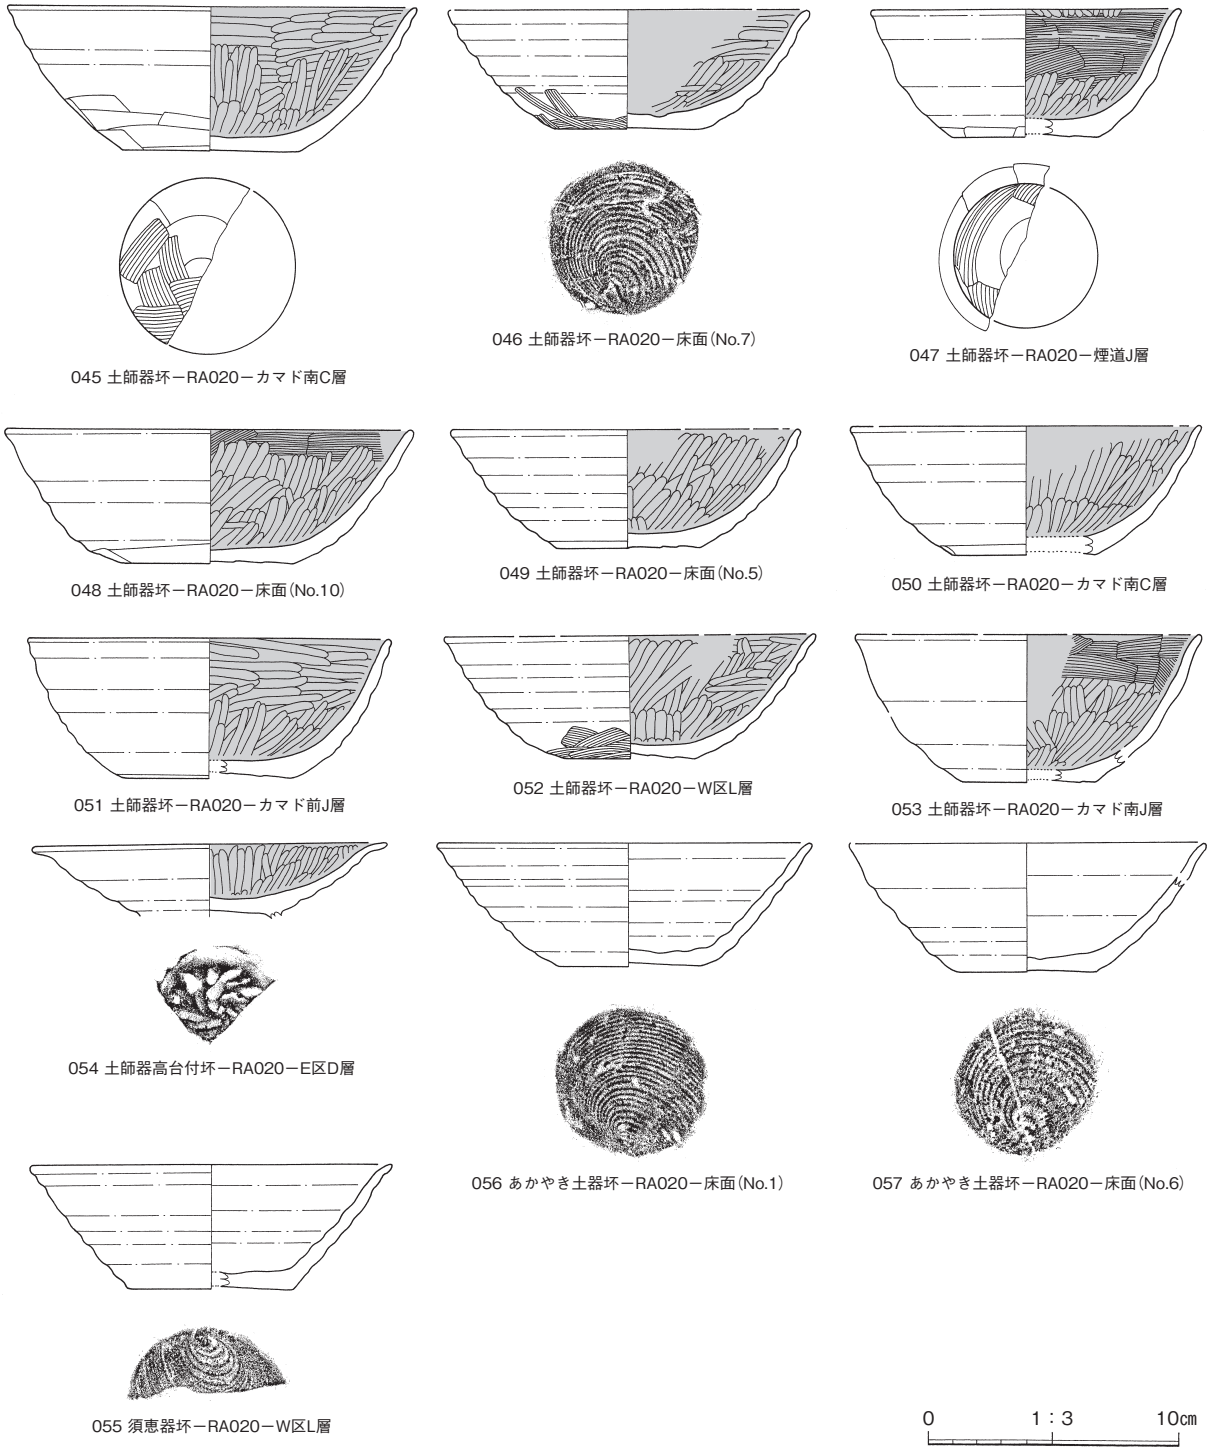 045 土師器坏－RA020－カマド南C層
046 土師器坏－RA020－床面(No.7)
047 土師器坏－RA020－煙道J層
048 土師器坏－RA020－床面(No.10)
049 土師器坏－RA020－床面(No.5)
050 土師器坏－RA020－カマド南C層
051 土師器坏－RA020－カマド前J層
052 土師器坏－RA020－W区L層
053 土師器坏－RA020－カマド南J層
054 土師器高台付坏－RA020－E区D層
056 あかやき土器坏－RA020－床面(No.1)
057 あかやき土器坏－RA020－床面(No.6)
055 須恵器坏－RA020－W区L層
0 1：3 10㎝